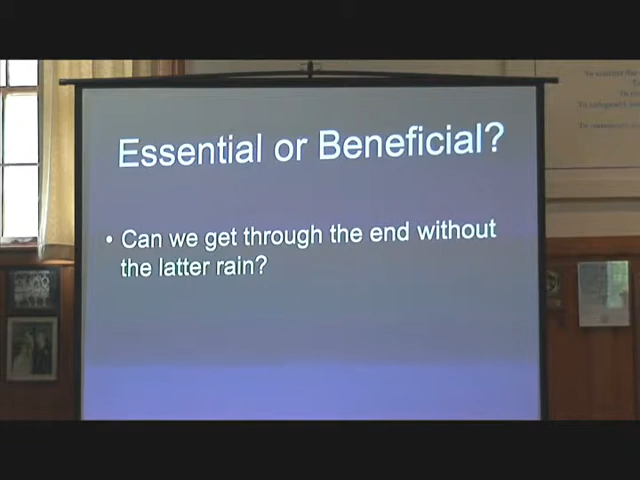 Essential or Beneficial?
• Can we get through the end without
the latter rain?